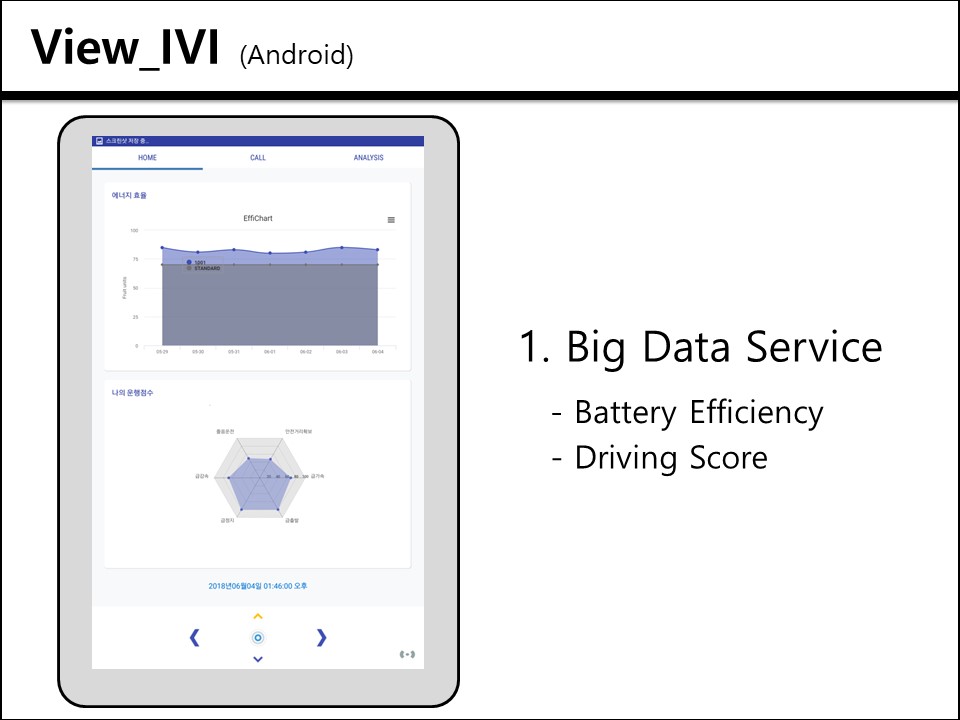 View_IVI (Android)
스크린샷 저장 중...
HOME CALL ANALYSIS
에너지 효율
EffiChart
100
75
50
25
0
Fruit units
1001
STANDARD
05-29 05-30 05-31 06-01 06-02 06-03 06-04
나의 운행점수
졸음운전 안전거리확보
급감속 급가속
급정지 급출발
2018년06월04일 01:46:00 오후
1. Big Data Service
- Battery Efficiency
- Driving Score